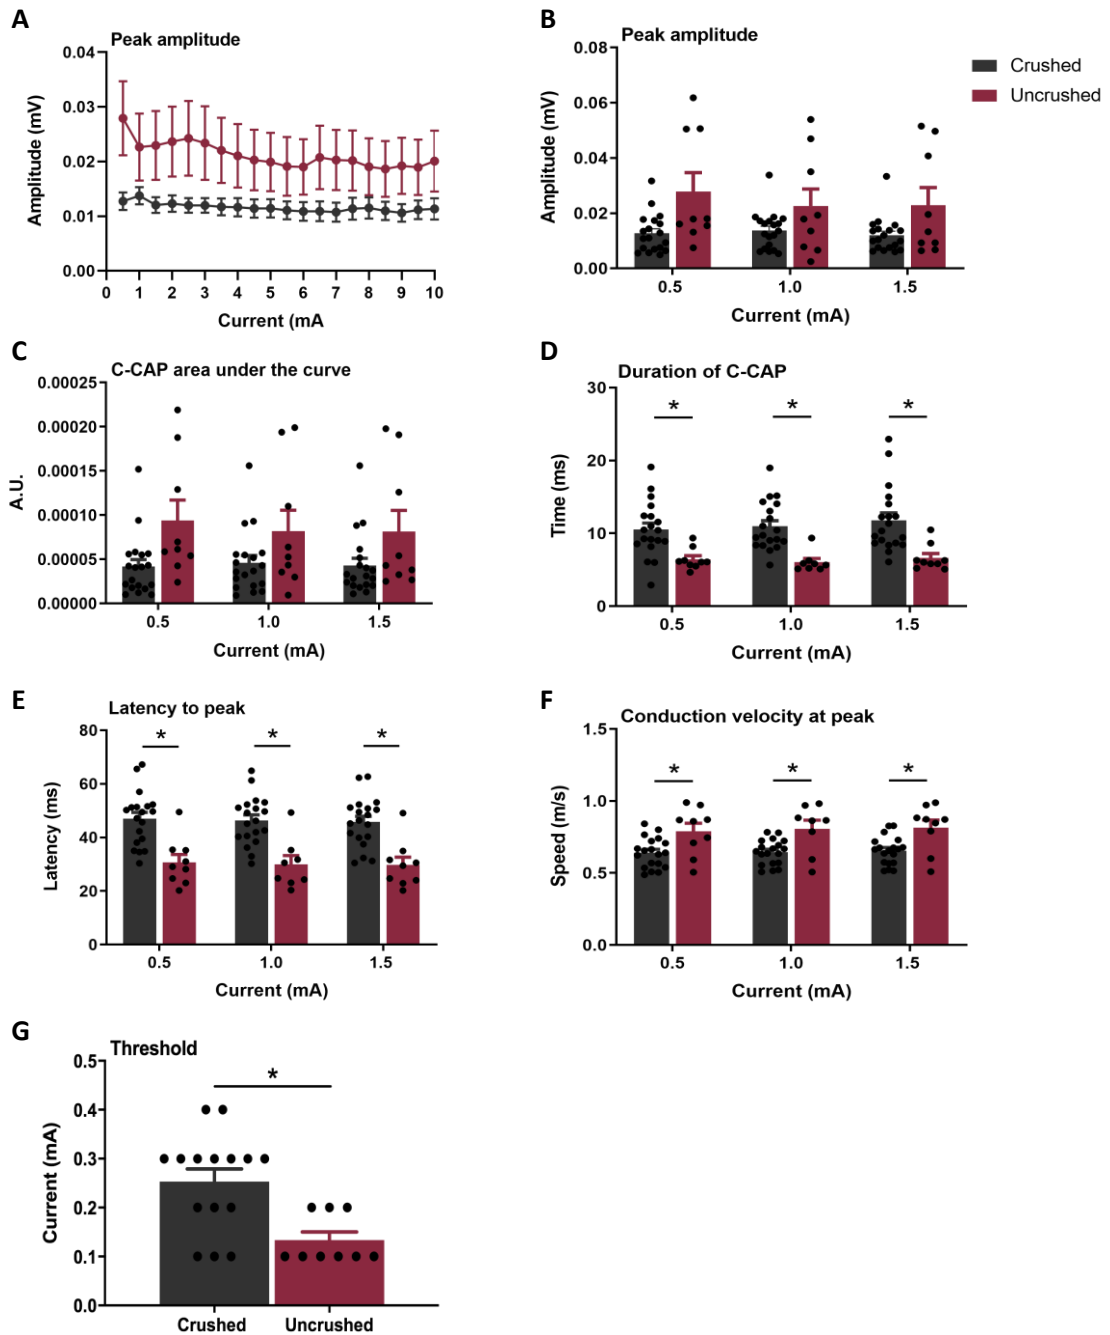 A
Peak amplitude
0.04
0.03
0.02
0.01
0.00
Amplitude (mV)
0 1 2 3 4 5 6 7 8 9 10
Current (mA
B
Peak amplitude
0.08
0.06
0.04
0.02
0.00
Amplitude (mV)
0.5 1.0 1.5
Current (mA)
Crushed
Uncrushed
C
C-CAP area under the curve
0.00025
0.00020
0.00015
0.00010
0.00005
0.00000
A.U.
0.5 1.0 1.5
Current (mA)
D
Duration of C-CAP
30
20
10
0
Time (ms)
* * *
0.5 1.0 1.5
Current (mA)
E
Latency to peak
80
60
40
20
0
Latency (ms)
* * *
0.5 1.0 1.5
Current (mA)
F
Conduction velocity at peak
1.5
1.0
0.5
0.0
Speed (m/s)
* * *
0.5 1.0 1.5
Current (mA)
G
Threshold
0.5
0.4
0.3
0.2
0.1
0.0
Current (mA)
*
Crushed Uncrushed